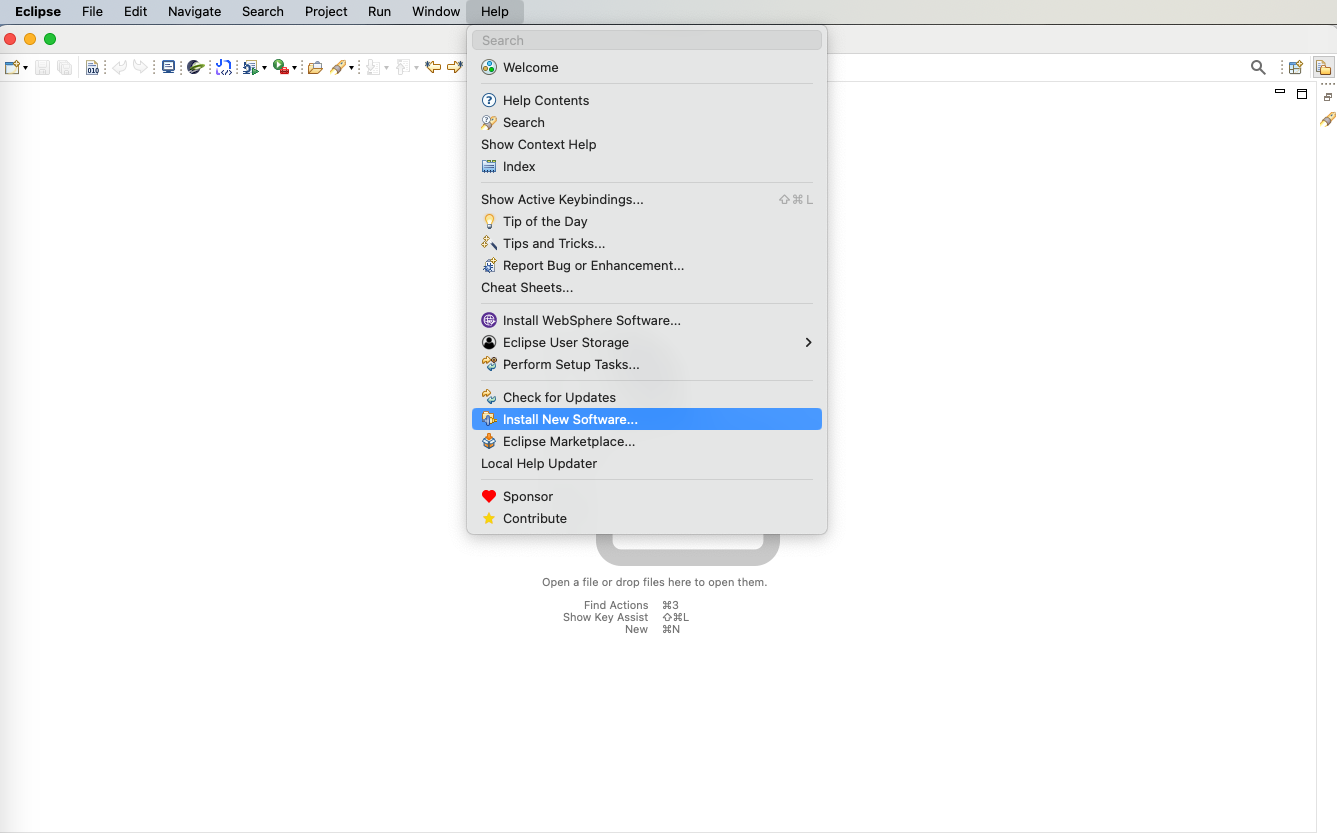 Eclipse File Edit Navigate Search Project Run Window Help
Search
Welcome
010
Help Contents
Search
Show Context Help
Index
Show Active Keybindings... ⇧⌘L
Tip of the Day
Tips and Tricks...
Report Bug or Enhancement...
Cheat Sheets...
Install WebSphere Software...
Eclipse User Storage
Perform Setup Tasks...
Check for Updates
Install New Software...
Eclipse Marketplace...
Local Help Updater
Sponsor
Contribute
Open a file or drop files here to open them.
Find Actions ⌘3
Show Key Assist ⇧⌘L
New ⌘N